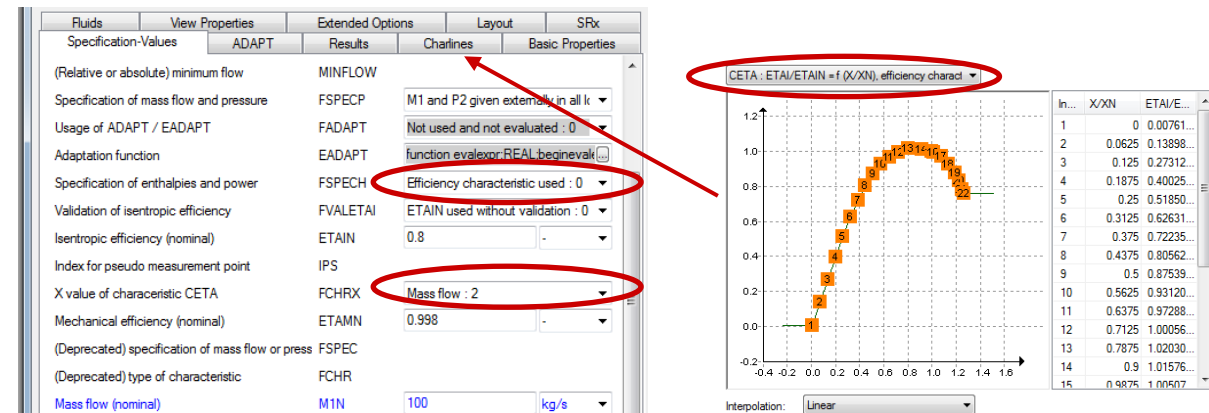 Fluids View Properties Extended Options Layout SRx
Specification-Values ADAPT Results Charlines Basic Properties
(Relative or absolute) minimum flow MINFLOW
Specification of mass flow and pressure FSPECP M1 and P2 given externally in all lc
Usage of ADAPT / EADAPT FADAPT Not used and not evaluated : 0
Adaptation function EADAPT function evalexpr:REAL;beginevale ...
Specification of enthalpies and power FSPECH Efficiency characteristic used : 0
Validation of isentropic efficiency FVALETAI ETAIN used without validation : 0
Isentropic efficiency (nominal) ETAIN 0.8 -
Index for pseudo measurement point IPS
X value of characeristic CETA FCHRX Mass flow : 2
Mechanical efficiency (nominal) ETAMN 0.998 -
(Deprecated) specification of mass flow or press FSPEC
(Deprecated) type of characteristic FCHR
Mass flow (nominal) M1N 100 kg/s
CETA : ETAI/ETAIN = f (X/XN), efficiency charact
1.2
1.0
0.8
0.6
0.4
0.2
0.0
-0.2
-0.4 -0.2 0.0 0.2 0.4 0.6 0.8 1.0 1.2 1.4 1.6
1 2 3 4 5 6 7 8 9 10 11 12 13 14 16 17 18 19 22
In... X/XN ETAI/E...
1 0 0.00761...
2 0.0625 0.13898...
3 0.125 0.27312...
4 0.1875 0.40025...
5 0.25 0.51850...
6 0.3125 0.62631...
7 0.375 0.72235...
8 0.4375 0.80562...
9 0.5 0.87539...
10 0.5625 0.93120...
11 0.6375 0.97288...
12 0.7125 1.00056...
13 0.7875 1.02030...
14 0.9 1.01576...
15 0.9875 1.00507...
Interpolation: Linear